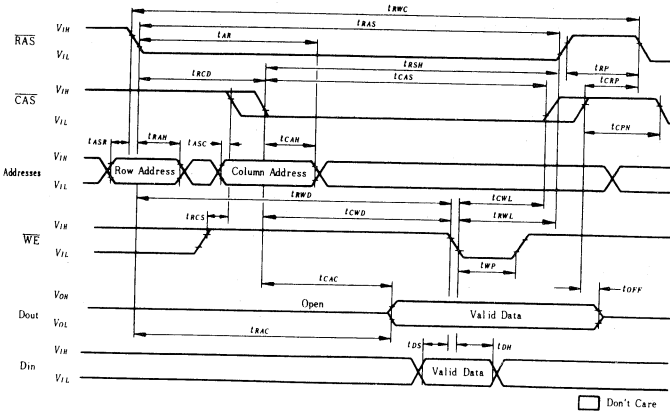 tRWC
tRAS
RAS
VIH
VIL
tAR
tRP
tRSH
tCRP
tRCD
tCAS
CAS
VIH
VIL
tASR
tRAH
tASC
tCAH
tCPN
Addresses
VIH
VIL
Row Address
Column Address
tRWD
tCWL
tRCS
tCWD
tRWL
WE
VIH
VIL
tWP
tCAC
tOFF
Dout
VOH
VOL
Open
Valid Data
tRAC
tDS
tDH
Din
VIH
VIL
Valid Data
Don't Care